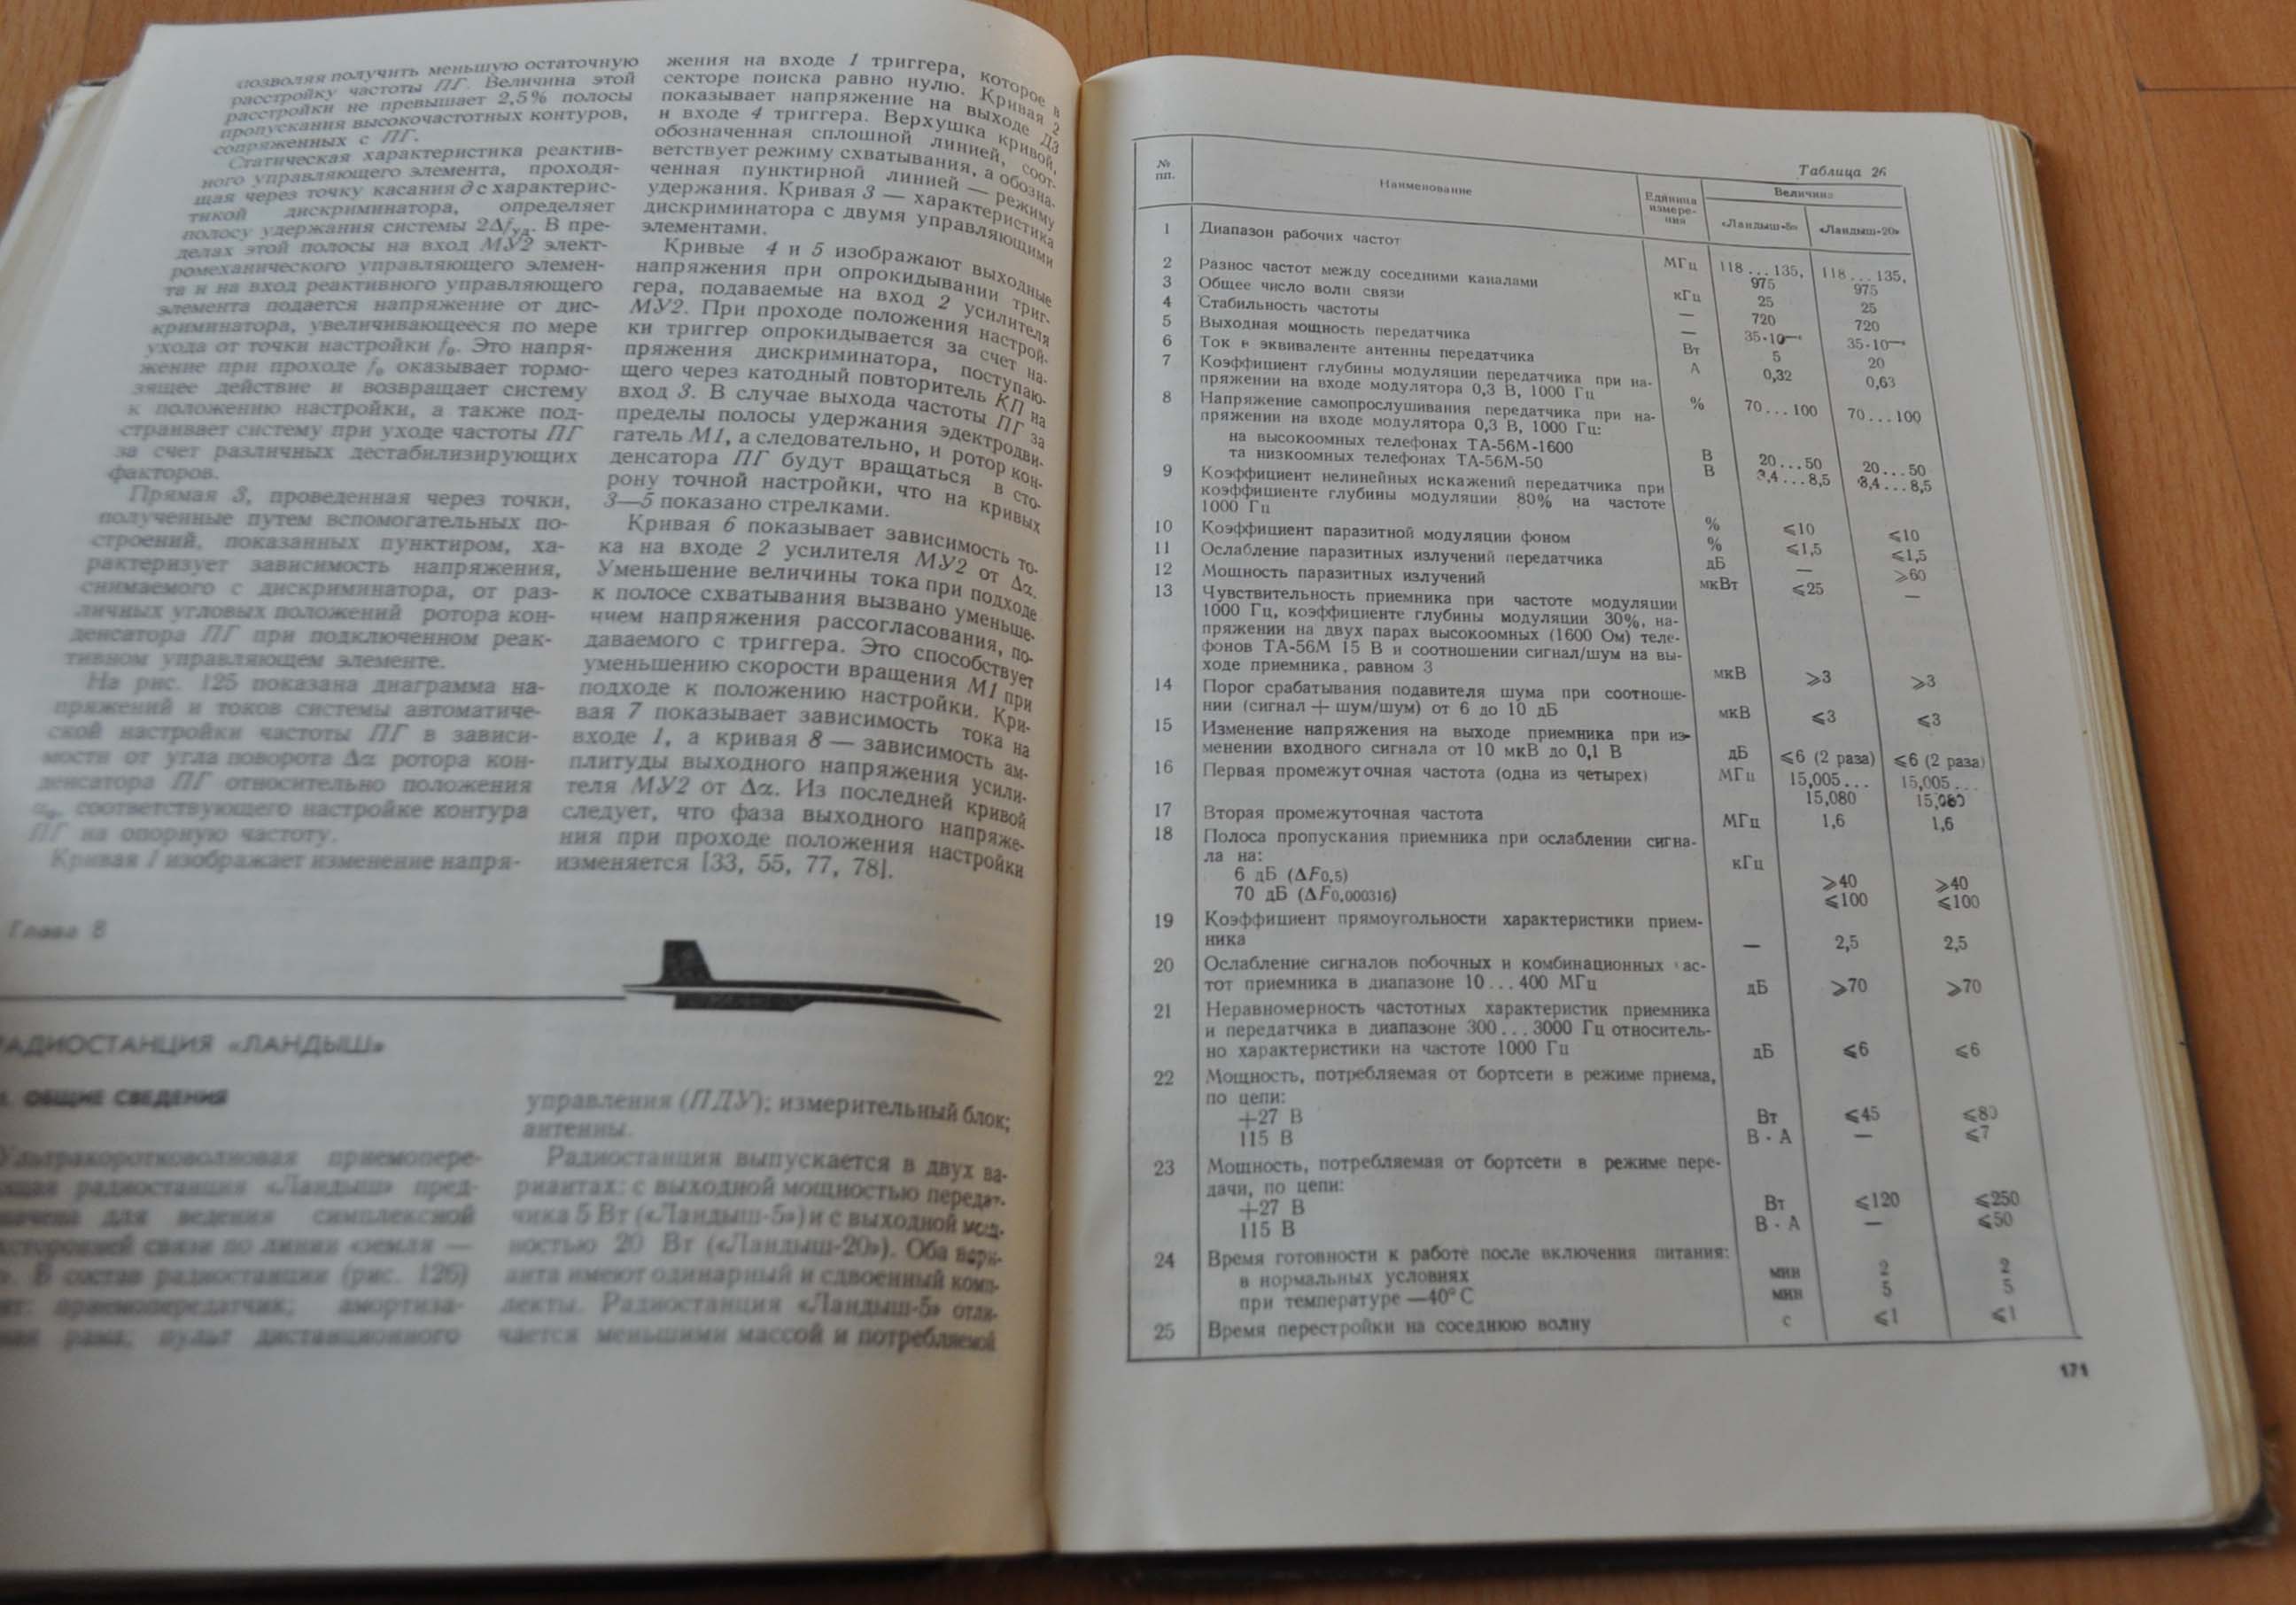 позволяя получить меньшую остаточную
расстройку частоты ПГ. Величина этой
расстройки не превышает 2,5% полосы
пропускания высокочастотных контуров,
сопряженных с ПГ.
Статическая характеристика реактив-
ного управляющего элемента, проходя-
щая через точку касания д с характерис-
тикой дискриминатора, определяет
полосу удержания системы 2Δfуд. В пре-
делах этой полосы на вход МУ2 элект-
ромеханического управляющего элемен-
та и на вход реактивного управляющего
элемента подается напряжение от дис-
криминатора, увеличивающееся по мере
ухода от точки настройки f₀. Это напря-
жение при проходе f₀ оказывает тормо-
зящее действие и возвращает систему
к положению настройки, а также под-
страивает систему при уходе частоты ПГ
за счет различных дестабилизирующих
факторов.
Прямая 3, проведенная через точки,
полученные путем вспомогательных по-
строений, показанных пунктиром, ха-
рактеризует зависимость напряжения,
снимаемого с дискриминатора, от раз-
личных угловых положений ротора кон-
денсатора ПГ при подключенном реак-
тивном управляющем элементе.
На рис. 125 показана диаграмма на-
пряжений и токов системы автоматиче-
ской настройки частоты ПГ в зависи-
мости от угла поворота Δα ротора кон-
денсатора ПГ относительно положения
α₀, соответствующего настройке контура
ПГ на опорную частоту.
Кривая 1 изображает изменение напря-
жения на входе 1 триггера, которое в
секторе поиска равно нулю. Кривая 2
показывает напряжение на выходе Д3
и входе 4 триггера. Верхушка кривой,
обозначенная сплошной линией, соот-
ветствует режиму схватывания, а обозна-
ченная пунктирной линией — режиму
удержания. Кривая 3 — характеристика
дискриминатора с двумя управляющими
элементами.
Кривые 4 и 5 изображают выходные
напряжения при опрокидывании триг-
гера, подаваемые на вход 2 усилителя
МУ2. При проходе положения настрой-
ки триггер опрокидывается за счет на-
пряжения дискриминатора, поступаю-
щего через катодный повторитель КП на
вход 3. В случае выхода частоты ПГ за
пределы полосы удержания электродви-
гатель М1, а следовательно, и ротор кон-
денсатора ПГ будут вращаться в сто-
рону точной настройки, что на кривых
3—5 показано стрелками.
Кривая 6 показывает зависимость то-
ка на входе 2 усилителя МУ2 от Δα.
Уменьшение величины тока при подходе
к полосе схватывания вызвано уменьше-
нием напряжения рассогласования, по-
даваемого с триггера. Это способствует
уменьшению скорости вращения М1 при
подходе к положению настройки. Кри-
вая 7 показывает зависимость тока на
входе 1, а кривая 8 — зависимость ам-
плитуды выходного напряжения усили-
теля МУ2 от Δα. Из последней кривой
следует, что фаза выходного напряже-
ния при проходе положения настройки
изменяется [33, 55, 77, 78].
Глава 8
РАДИОСТАНЦИЯ «ЛАНДЫШ»
ОБЩИЕ СВЕДЕНИЯ
Ультракоротковолновая приемопере-
радиостанция «Ландыш» пред-
для ведения симплексной
связи по линии «земля —
В состав радиостанции (рис. 126)
приемопередатчик; амортиза-
рама; пульт дистанционного
управления (ПДУ); измерительный блок;
антенны.
Радиостанция выпускается в двух ва-
риантах: с выходной мощностью передат-
чика 5 Вт («Ландыш-5») и с выходной мощ-
ностью 20 Вт («Ландыш-20»). Оба вари-
анта имеют одинарный и сдвоенный комп-
лекты. Радиостанция «Ландыш-5» отли-
чается меньшими массой и потребляемой
Таблица 26
№ пп. Наименование Единица измере-ния Величина
«Ландыш-5» «Ландыш-20»
1 Диапазон рабочих частот МГц 118...135, 118...135,
975 975
2 Разнос частот между соседними каналами кГц 25 25
3 Общее число волн связи — 720 720
4 Стабильность частоты — 35·10⁻⁶ 35·10⁻⁶
5 Выходная мощность передатчика Вт 5 20
6 Ток в эквиваленте антенны передатчика А 0,32 0,63
7 Коэффициент глубины модуляции передатчика при на-
пряжении на входе модулятора 0,3 В, 1000 Гц % 70...100 70...100
8 Напряжение самопрослушивания передатчика при на-
пряжении на входе модулятора 0,3 В, 1000 Гц:
на высокоомных телефонах ТА-56М-1600 В 20...50 20...50
та низкоомных телефонах ТА-56М-50 В 3,4...8,5 3,4...8,5
9 Коэффициент нелинейных искажений передатчика при
коэффициенте глубины модуляции 80% на частоте
1000 Гц % ⩽10 ⩽10
10 Коэффициент паразитной модуляции фоном % ⩽1,5 ⩽1,5
11 Ослабление паразитных излучений передатчика дБ — ⩾60
12 Мощность паразитных излучений мкВт ⩽25 —
13 Чувствительность приемника при частоте модуляции
1000 Гц, коэффициенте глубины модуляции 30%, на-
пряжении на двух парах высокоомных (1600 Ом) теле-
фонов ТА-56М 15 В и соотношении сигнал/шум на вы-
ходе приемника, равном 3 мкВ ⩾3 ⩾3
14 Порог срабатывания подавителя шума при соотноше-
нии (сигнал + шум/шум) от 6 до 10 дБ мкВ ⩽3 ⩽3
15 Изменение напряжения на выходе приемника при из-
менении входного сигнала от 10 мкВ до 0,1 В дБ ⩽6 (2 раза) ⩽6 (2 раза)
16 Первая промежуточная частота (одна из четырех) МГц 15,005... 15,005...
15,080 15,080
17 Вторая промежуточная частота МГц 1,6 1,6
18 Полоса пропускания приемника при ослаблении сигна-
ла на: кГц
6 дБ (ΔF0,5) ⩾40 ⩾40
70 дБ (ΔF0,000316) ⩽100 ⩽100
19 Коэффициент прямоугольности характеристики прием-
ника — 2,5 2,5
20 Ослабление сигналов побочных и комбинационных час-
тот приемника в диапазоне 10...400 МГц дБ ⩾70 ⩾70
21 Неравномерность частотных характеристик приемника
и передатчика в диапазоне 300...3000 Гц относитель-
но характеристики на частоте 1000 Гц дБ ⩽6 ⩽6
22 Мощность, потребляемая от бортсети в режиме приема,
по цепи:
+27 В Вт ⩽45 ⩽80
115 В В·А — ⩽7
23 Мощность, потребляемая от бортсети в режиме пере-
дачи, по цепи:
+27 В Вт ⩽120 ⩽250
115 В В·А — ⩽50
24 Время готовности к работе после включения питания:
в нормальных условиях мин 2 2
при температуре —40° С мин 5 5
25 Время перестройки на соседнюю волну с ⩽1 ⩽1
171